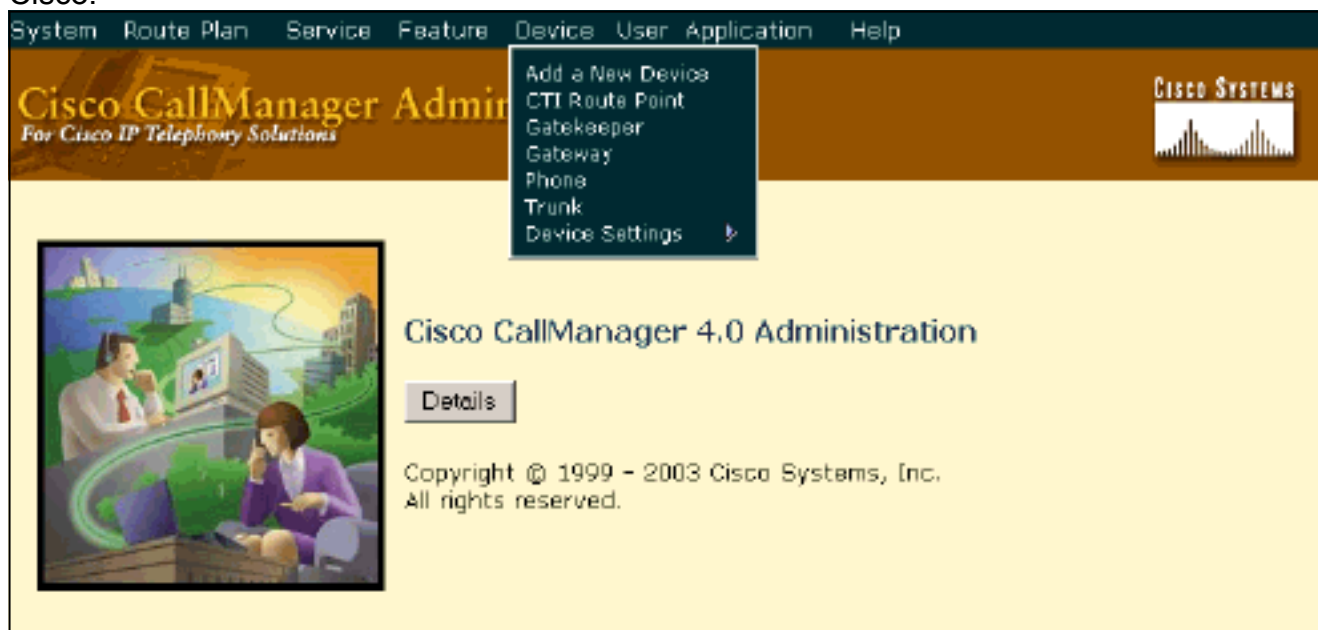 Cisco.
System Route Plan Service Feature Device User Application Help
Add a New Device
CTI Route Point
Gatekeeper
Gateway
Phone
Trunk
Device Settings
Cisco CallManager Admin
For Cisco IP Telephony Solutions
CISCO SYSTEMS
Cisco CallManager 4.0 Administration
Details
Copyright © 1999 - 2003 Cisco Systems, Inc.
All rights reserved.